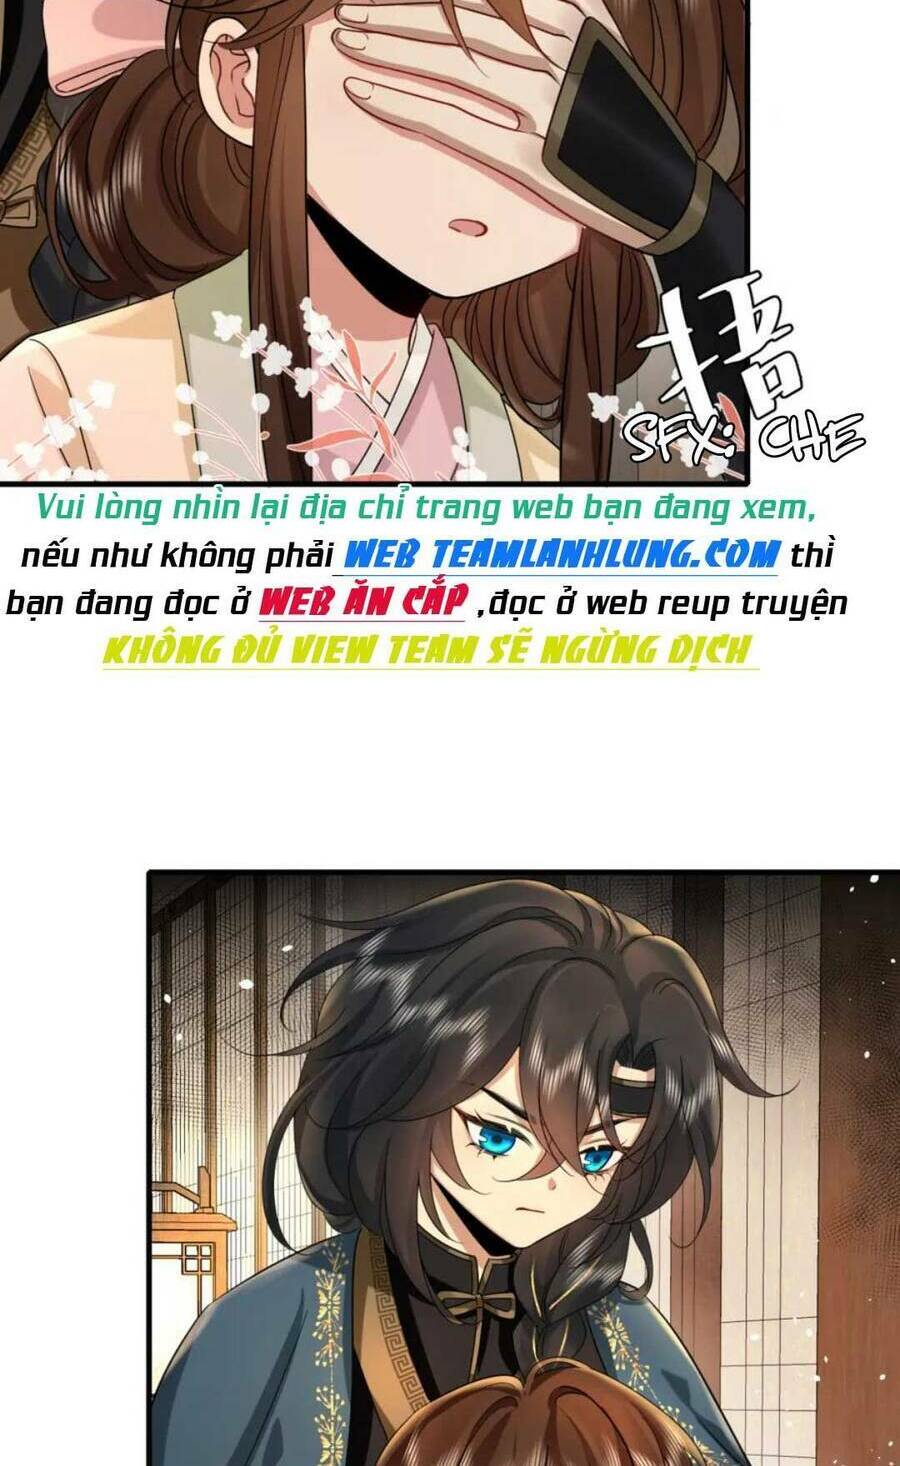 捂
SFX: CHE
Vui lòng nhìn lại địa chỉ trang web bạn đang xem,
nếu như không phải WEB TEAMLANHLUNG.COM thì
bạn đang đọc ở WEB ĂN CẮP ,đọc ở web reup truyện
KHÔNG ĐỦ VIEW TEAM SẼ NGỪNG DỊCH